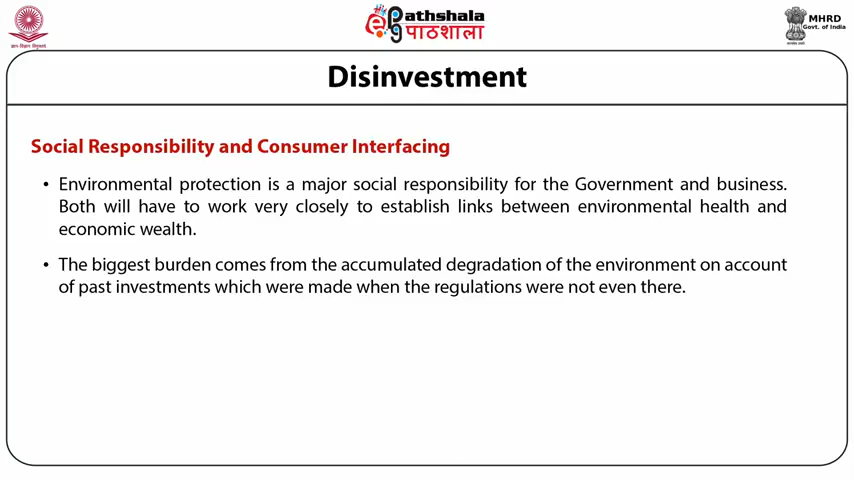 ePathshala
पाठशाला
MHRD
Govt. of India
Disinvestment
Social Responsibility and Consumer Interfacing
• Environmental protection is a major social responsibility for the Government and business.
Both will have to work very closely to establish links between environmental health and
economic wealth.
• The biggest burden comes from the accumulated degradation of the environment on account
of past investments which were made when the regulations were not even there.